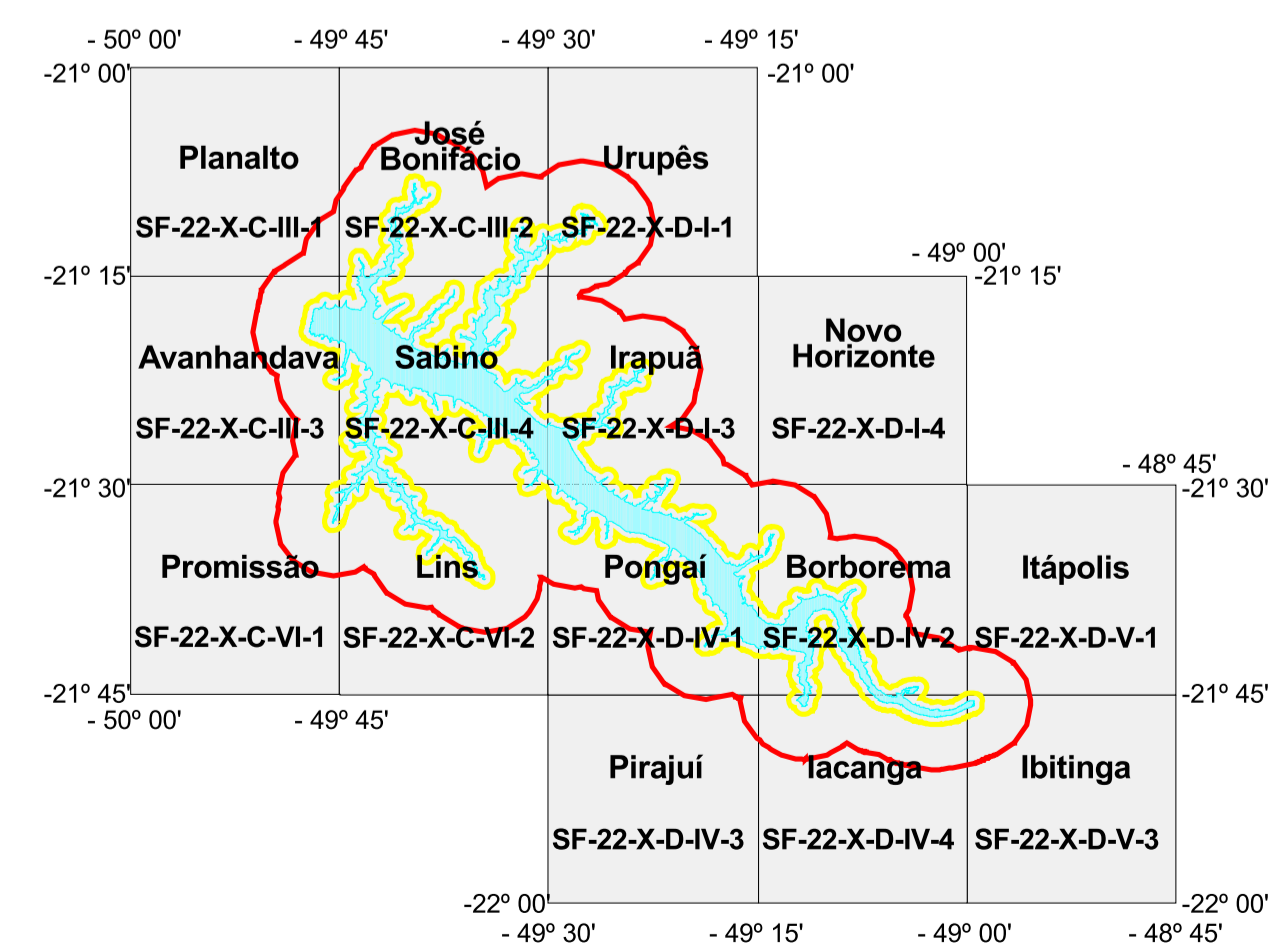 - 50º 00'
- 49º 45'
- 49º 30'
- 49º 15'
-21º 00'
-21º 00'
Planalto
José
Bonifácio
Urupês
SF-22-X-C-III-1
SF-22-X-C-III-2
SF-22-X-D-I-1
- 49º 00'
-21º 15'
-21º 15'
Avanhandava
Sabino
Irapuã
Novo
Horizonte
SF-22-X-C-III-3
SF-22-X-C-III-4
SF-22-X-D-I-3
SF-22-X-D-I-4
- 48º 45'
-21º 30'
-21º 30'
Promissão
Lins
Pongaí
Borborema
Itápolis
SF-22-X-C-VI-1
SF-22-X-C-VI-2
SF-22-X-D-IV-1
SF-22-X-D-IV-2
SF-22-X-D-V-1
-21º 45'
-21º 45'
- 50º 00'
- 49º 45'
Pirajuí
Iacanga
Ibitinga
SF-22-X-D-IV-3
SF-22-X-D-IV-4
SF-22-X-D-V-3
-22º 00'
-22º 00'
- 49º 30'
- 49º 15'
- 49º 00'
- 48º 45'